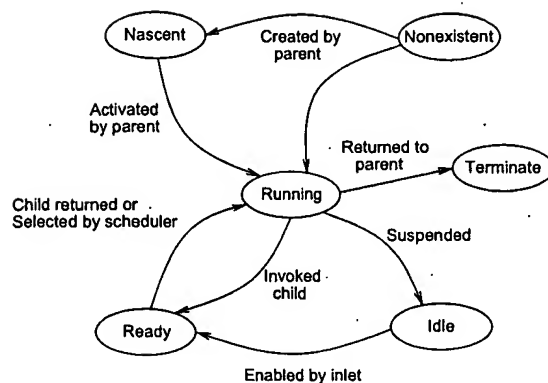 Nascent
Created by
parent
Nonexistent
Activated
by parent
Returned to
parent
Terminate
Running
Child returned or
Selected by scheduler
Suspended
Invoked
child
Ready
Idle
Enabled by inlet